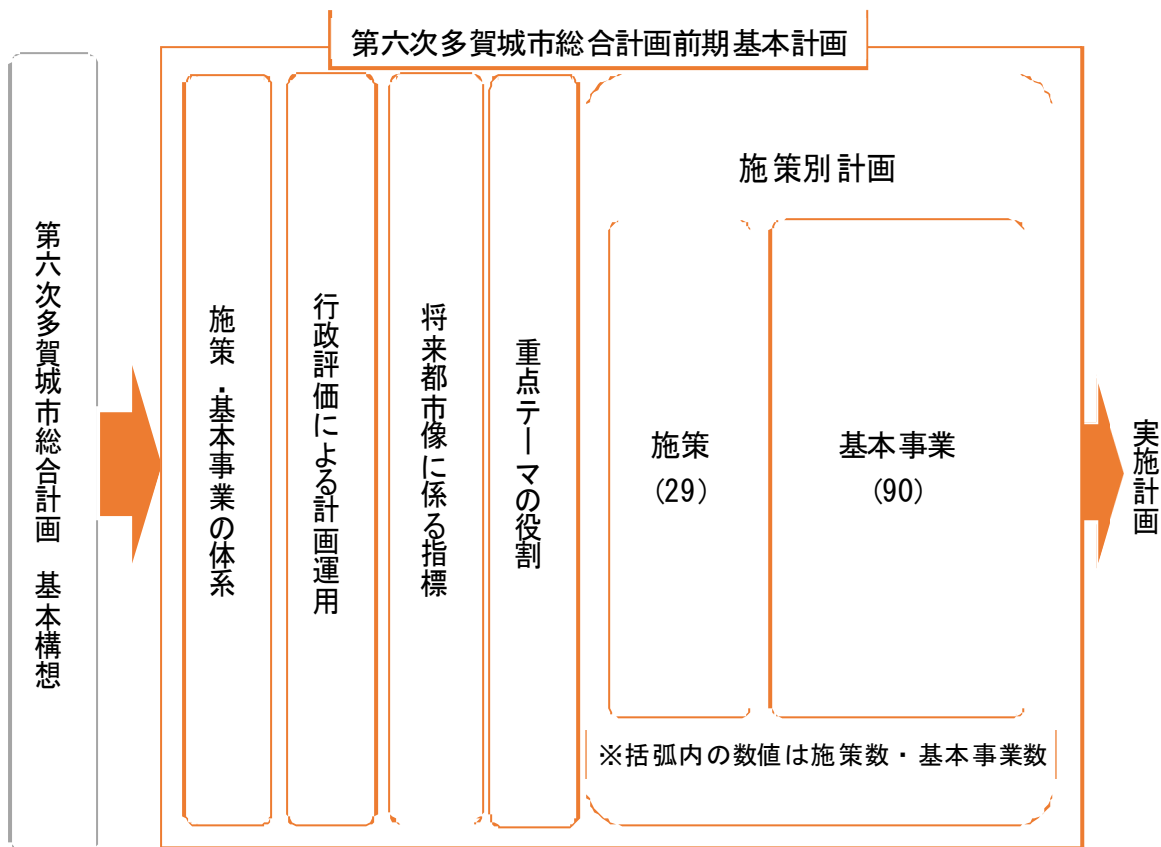 第六次多賀城市総合計画前期基本計画
第六次多賀城市総合計画　基本構想
施策・基本事業の体系
行政評価による計画運用
将来都市像に係る指標
重点テーマの役割
施策別計画
施策
(29)
基本事業
(90)
※括弧内の数値は施策数・基本事業数
実施計画